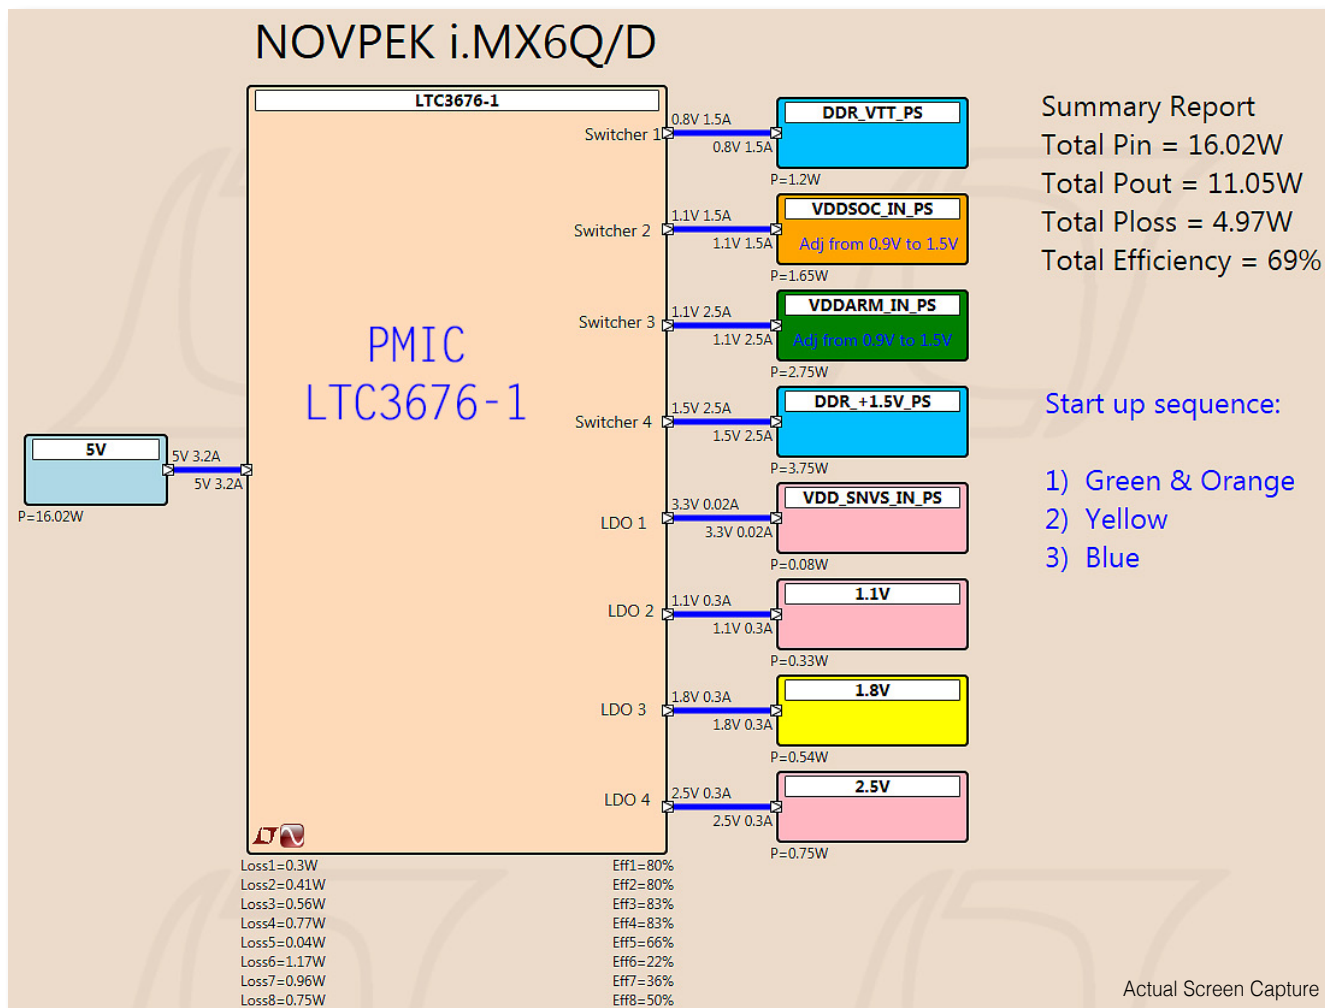 NOVPEK i.MX6Q/D
LTC3676-1
PMIC
LTC3676-1
5V
5V 3.2A
5V 3.2A
P=16.02W
Switcher 1
0.8V 1.5A
0.8V 1.5A
DDR_VTT_PS
P=1.2W
Switcher 2
1.1V 1.5A
1.1V 1.5A
VDDSOC_IN_PS
Adj from 0.9V to 1.5V
P=1.65W
Switcher 3
1.1V 2.5A
1.1V 2.5A
VDDARM_IN_PS
Adj from 0.9V to 1.5V
P=2.75W
Switcher 4
1.5V 2.5A
1.5V 2.5A
DDR_+1.5V_PS
P=3.75W
LDO 1
3.3V 0.02A
3.3V 0.02A
VDD_SNVS_IN_PS
P=0.08W
LDO 2
1.1V 0.3A
1.1V 0.3A
1.1V
P=0.33W
LDO 3
1.8V 0.3A
1.8V 0.3A
1.8V
P=0.54W
LDO 4
2.5V 0.3A
2.5V 0.3A
2.5V
P=0.75W
Loss1=0.3W
Loss2=0.41W
Loss3=0.56W
Loss4=0.77W
Loss5=0.04W
Loss6=1.17W
Loss7=0.96W
Loss8=0.75W
Eff1=80%
Eff2=80%
Eff3=83%
Eff4=83%
Eff5=66%
Eff6=22%
Eff7=36%
Eff8=50%
Summary Report
Total Pin = 16.02W
Total Pout = 11.05W
Total Ploss = 4.97W
Total Efficiency = 69%
Start up sequence:
1) Green & Orange
2) Yellow
3) Blue
Actual Screen Capture